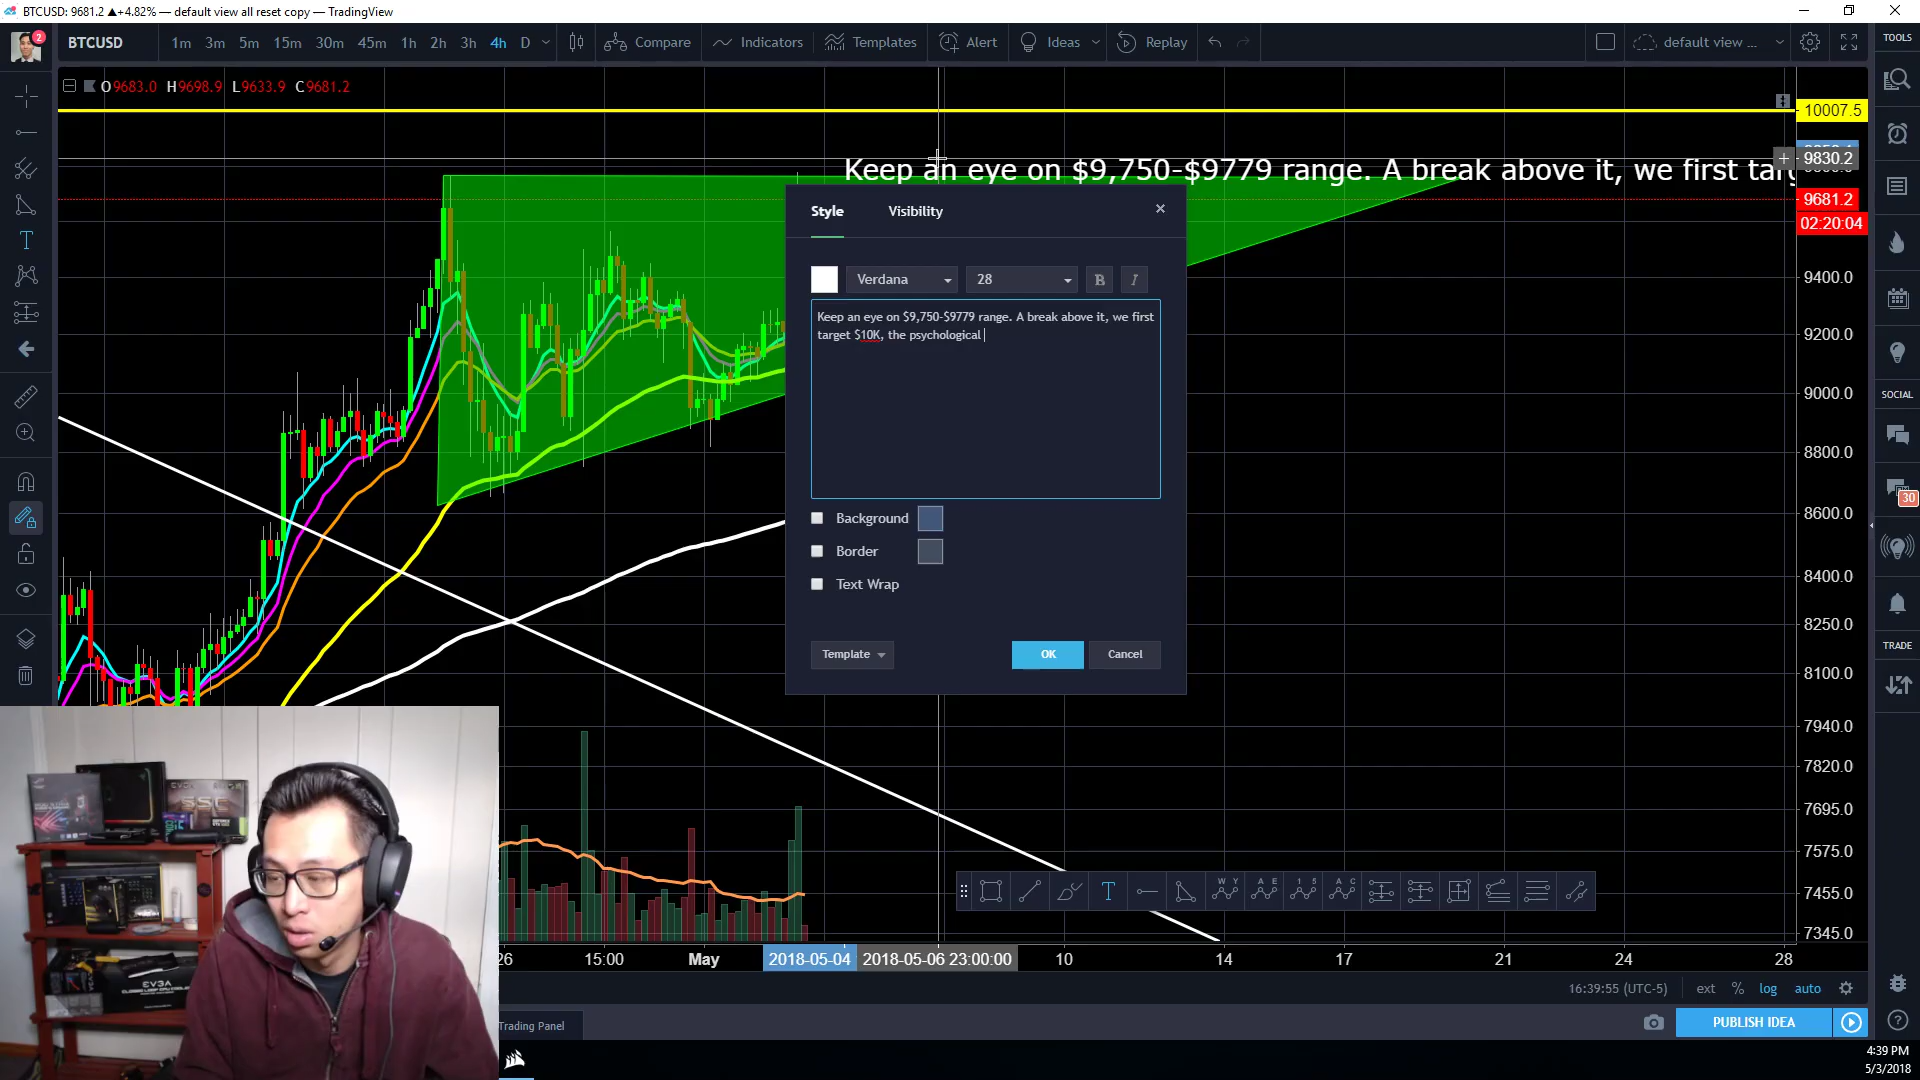 BTCUSD: 9681.2 ▲+4.82% — default view all reset copy — TradingView
2
BTCUSD 1m 3m 5m 15m 30m 45m 1h 2h 3h 4h D Compare Indicators Templates Alert Ideas Replay default view ...
TOOLS
O9683.0 H9698.9 L9633.9 C9681.2
10007.5
9830.2
Keep an eye on $9,750-$9779 range. A break above it, we first targ
9681.2
02:20:04
Style Visibility ×
Verdana 28 B I
Keep an eye on $9,750-$9779 range. A break above it, we first
target $10K, the psychological
Background
Border
Text Wrap
Template OK Cancel
9400.0
9200.0
9000.0
8800.0
8600.0
8400.0
8250.0
8100.0
7940.0
7820.0
7695.0
7575.0
7455.0
7345.0
SOCIAL
30
TRADE
T
W Y A E 1 5 A C
26 15:00 May 2018-05-04 2018-05-06 23:00:00 10 14 17 21 24 28
16:39:55 (UTC-5) ext % log auto
Trading Panel
PUBLISH IDEA
4:39 PM
5/3/2018
EVGA
SSC
EVGA